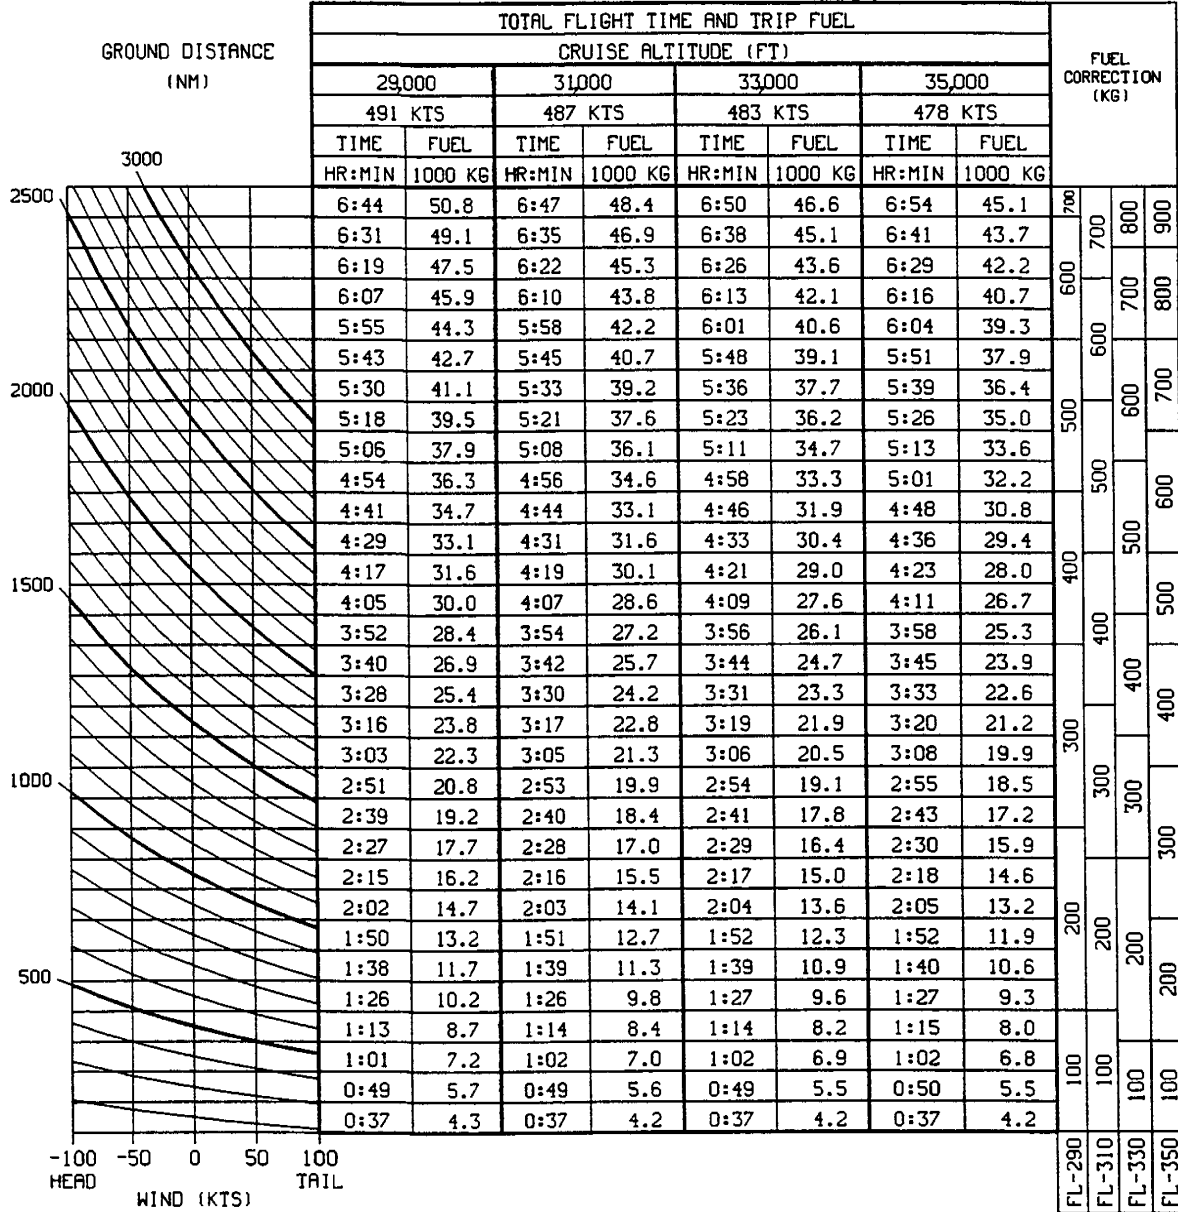 TOTAL FLIGHT TIME AND TRIP FUEL
GROUND DISTANCE
(NM)
CRUISE ALTITUDE (FT)
FUEL
CORRECTION
(KG)
29,000 31,000 33,000 35,000
491 KTS 487 KTS 483 KTS 478 KTS
TIME FUEL TIME FUEL TIME FUEL TIME FUEL
HR:MIN 1000 KG HR:MIN 1000 KG HR:MIN 1000 KG HR:MIN 1000 KG
3000
2500
2000
1500
1000
500
6:44 50.8 6:47 48.4 6:50 46.6 6:54 45.1
6:31 49.1 6:35 46.9 6:38 45.1 6:41 43.7
6:19 47.5 6:22 45.3 6:26 43.6 6:29 42.2
6:07 45.9 6:10 43.8 6:13 42.1 6:16 40.7
5:55 44.3 5:58 42.2 6:01 40.6 6:04 39.3
5:43 42.7 5:45 40.7 5:48 39.1 5:51 37.9
5:30 41.1 5:33 39.2 5:36 37.7 5:39 36.4
5:18 39.5 5:21 37.6 5:23 36.2 5:26 35.0
5:06 37.9 5:08 36.1 5:11 34.7 5:13 33.6
4:54 36.3 4:56 34.6 4:58 33.3 5:01 32.2
4:41 34.7 4:44 33.1 4:46 31.9 4:48 30.8
4:29 33.1 4:31 31.6 4:33 30.4 4:36 29.4
4:17 31.6 4:19 30.1 4:21 29.0 4:23 28.0
4:05 30.0 4:07 28.6 4:09 27.6 4:11 26.7
3:52 28.4 3:54 27.2 3:56 26.1 3:58 25.3
3:40 26.9 3:42 25.7 3:44 24.7 3:45 23.9
3:28 25.4 3:30 24.2 3:31 23.3 3:33 22.6
3:16 23.8 3:17 22.8 3:19 21.9 3:20 21.2
3:03 22.3 3:05 21.3 3:06 20.5 3:08 19.9
2:51 20.8 2:53 19.9 2:54 19.1 2:55 18.5
2:39 19.2 2:40 18.4 2:41 17.8 2:43 17.2
2:27 17.7 2:28 17.0 2:29 16.4 2:30 15.9
2:15 16.2 2:16 15.5 2:17 15.0 2:18 14.6
2:02 14.7 2:03 14.1 2:04 13.6 2:05 13.2
1:50 13.2 1:51 12.7 1:52 12.3 1:52 11.9
1:38 11.7 1:39 11.3 1:39 10.9 1:40 10.6
1:26 10.2 1:26 9.8 1:27 9.6 1:27 9.3
1:13 8.7 1:14 8.4 1:14 8.2 1:15 8.0
1:01 7.2 1:02 7.0 1:02 6.9 1:02 6.8
0:49 5.7 0:49 5.6 0:49 5.5 0:50 5.5
0:37 4.3 0:37 4.2 0:37 4.2 0:37 4.2
700 600 500 400 300 200 100 FL-290
700 600 500 400 300 200 100 FL-310
800 700 600 500 400 300 200 100 FL-330
900 800 700 600 500 400 300 200 100 FL-350
-100 -50 0 50 100
HEAD TAIL
WIND (KTS)